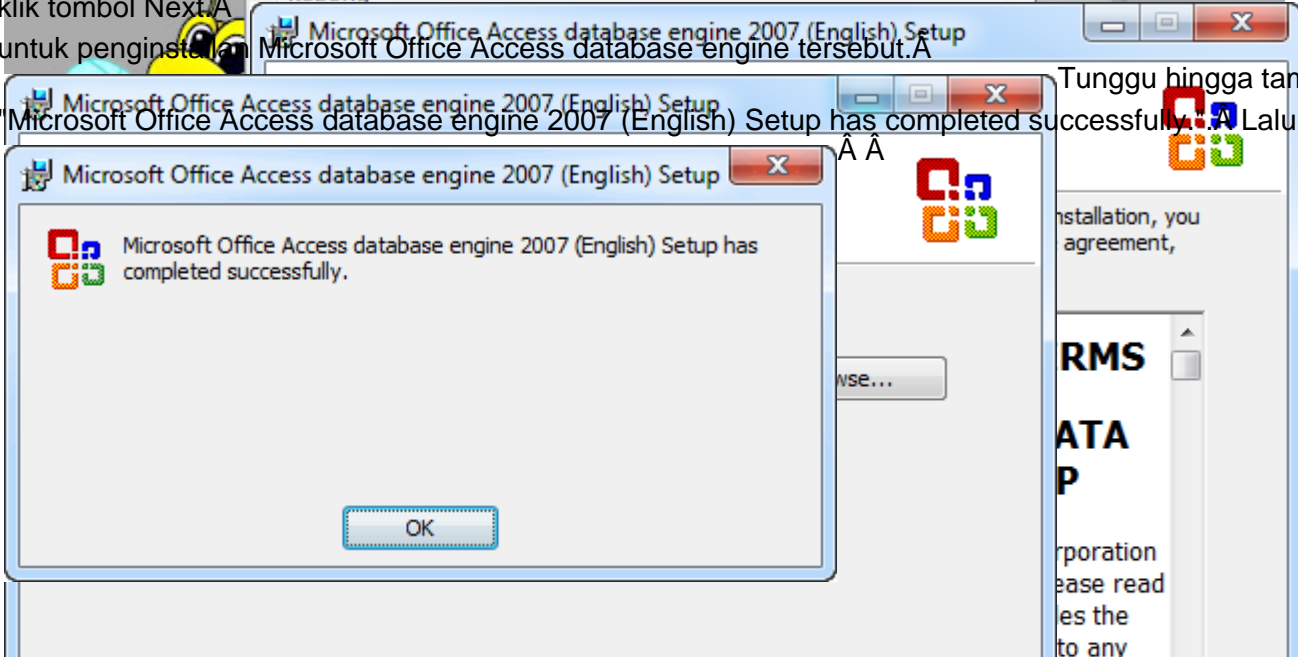 klik tombol Next.Â
Microsoft Office Access database engine 2007 (English) Setup
untuk penginstallan Microsoft Office Access database engine tersebut.Â
Tunggu hingga tam
Microsoft Office Access database engine 2007 (English) Setup
"Microsoft Office Access database engine 2007 (English) Setup has completed successfully.".Â Lalu
Â Â
Microsoft Office Access database engine 2007 (English) Setup
Microsoft Office Access database engine 2007 (English) Setup has
completed successfully.
OK
wse...
nstallation, you
agreement,
RMS
ATA
P
rporation
ease read
les the
to any